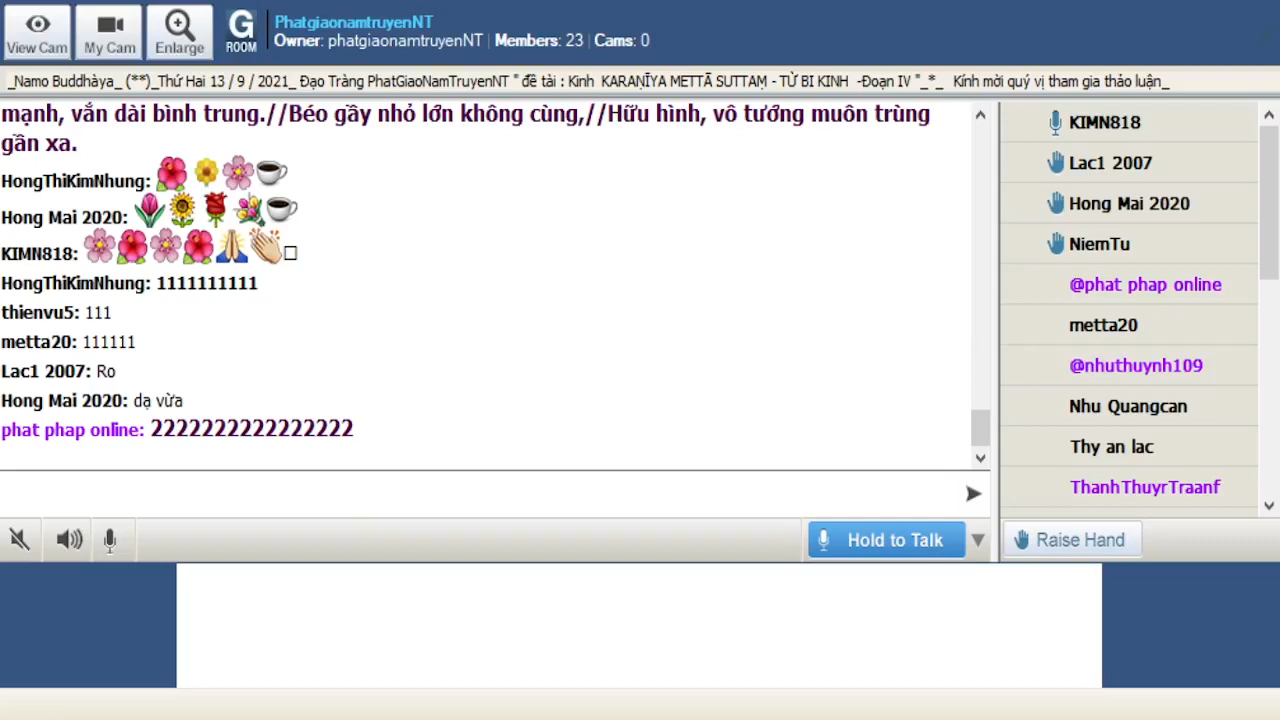 View Cam
My Cam
Enlarge
G
ROOM
PhatgiaonamtruyenNT
Owner: phatgiaonamtruyenNT | Members: 23 | Cams: 0
_Namo Buddhàya_ (**)_Thứ Hai 13 / 9 / 2021_ Đạo Tràng PhatGiaoNamTruyenNT " đề tài : Kinh KARAṆĪYA METTĀ SUTTAṂ - TỪ BI KINH -Đoạn IV "_*_ Kính mời quý vị tham gia thảo luận_
mạnh, vắn dài bình trung.//Béo gầy nhỏ lớn không cùng,//Hữu hình, vô tướng muôn trùng
gần xa.
HongThiKimNhung: 🌺🌼🌸☕
Hong Mai 2020: 🌷🌻🌹💐☕
KIMN818: 🌸🌺🌸🌺🙏👏□
HongThiKimNhung: 1111111111
thienvu5: 111
metta20: 111111
Lac1 2007: Ro
Hong Mai 2020: dạ vừa
phat phap online: 2222222222222222
Hold to Talk
KIMN818
Lac1 2007
Hong Mai 2020
NiemTu
@phat phap online
metta20
@nhuthuynh109
Nhu Quangcan
Thy an lac
ThanhThuyrTraanf
Raise Hand